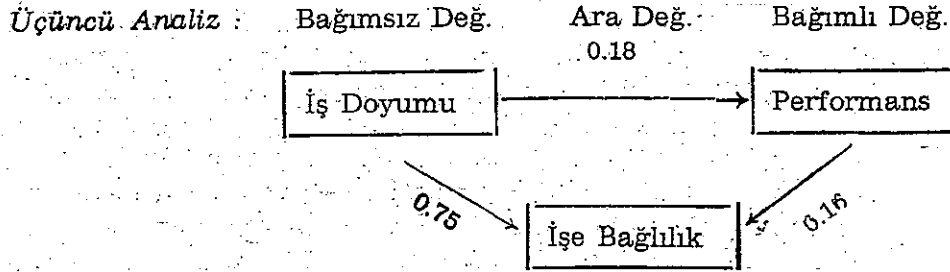 Üçüncü Analiz : Bağımsız Değ. Ara Değ. Bağımlı Değ.
0.18
İş Doyumu Performans
0.75 0.16
İşe Bağlılık